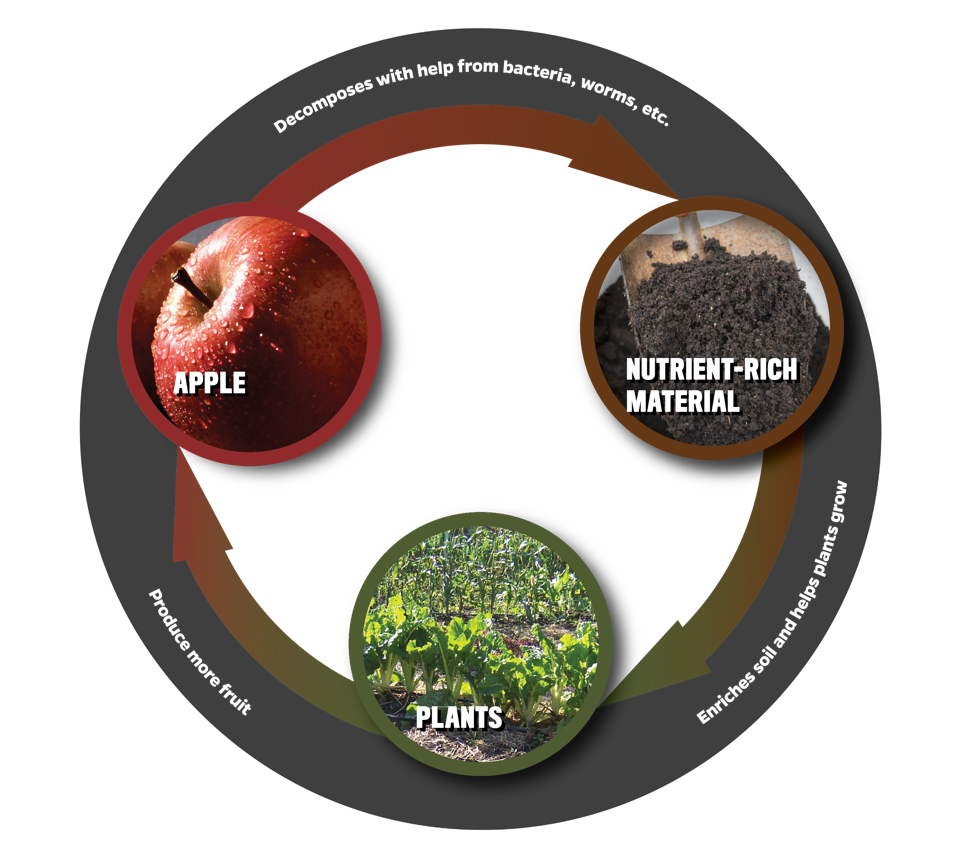 Decomposes with help from bacteria, worms, etc.
APPLE
NUTRIENT-RICH
MATERIAL
Enriches soil and helps plants grow
PLANTS
Produce more fruit